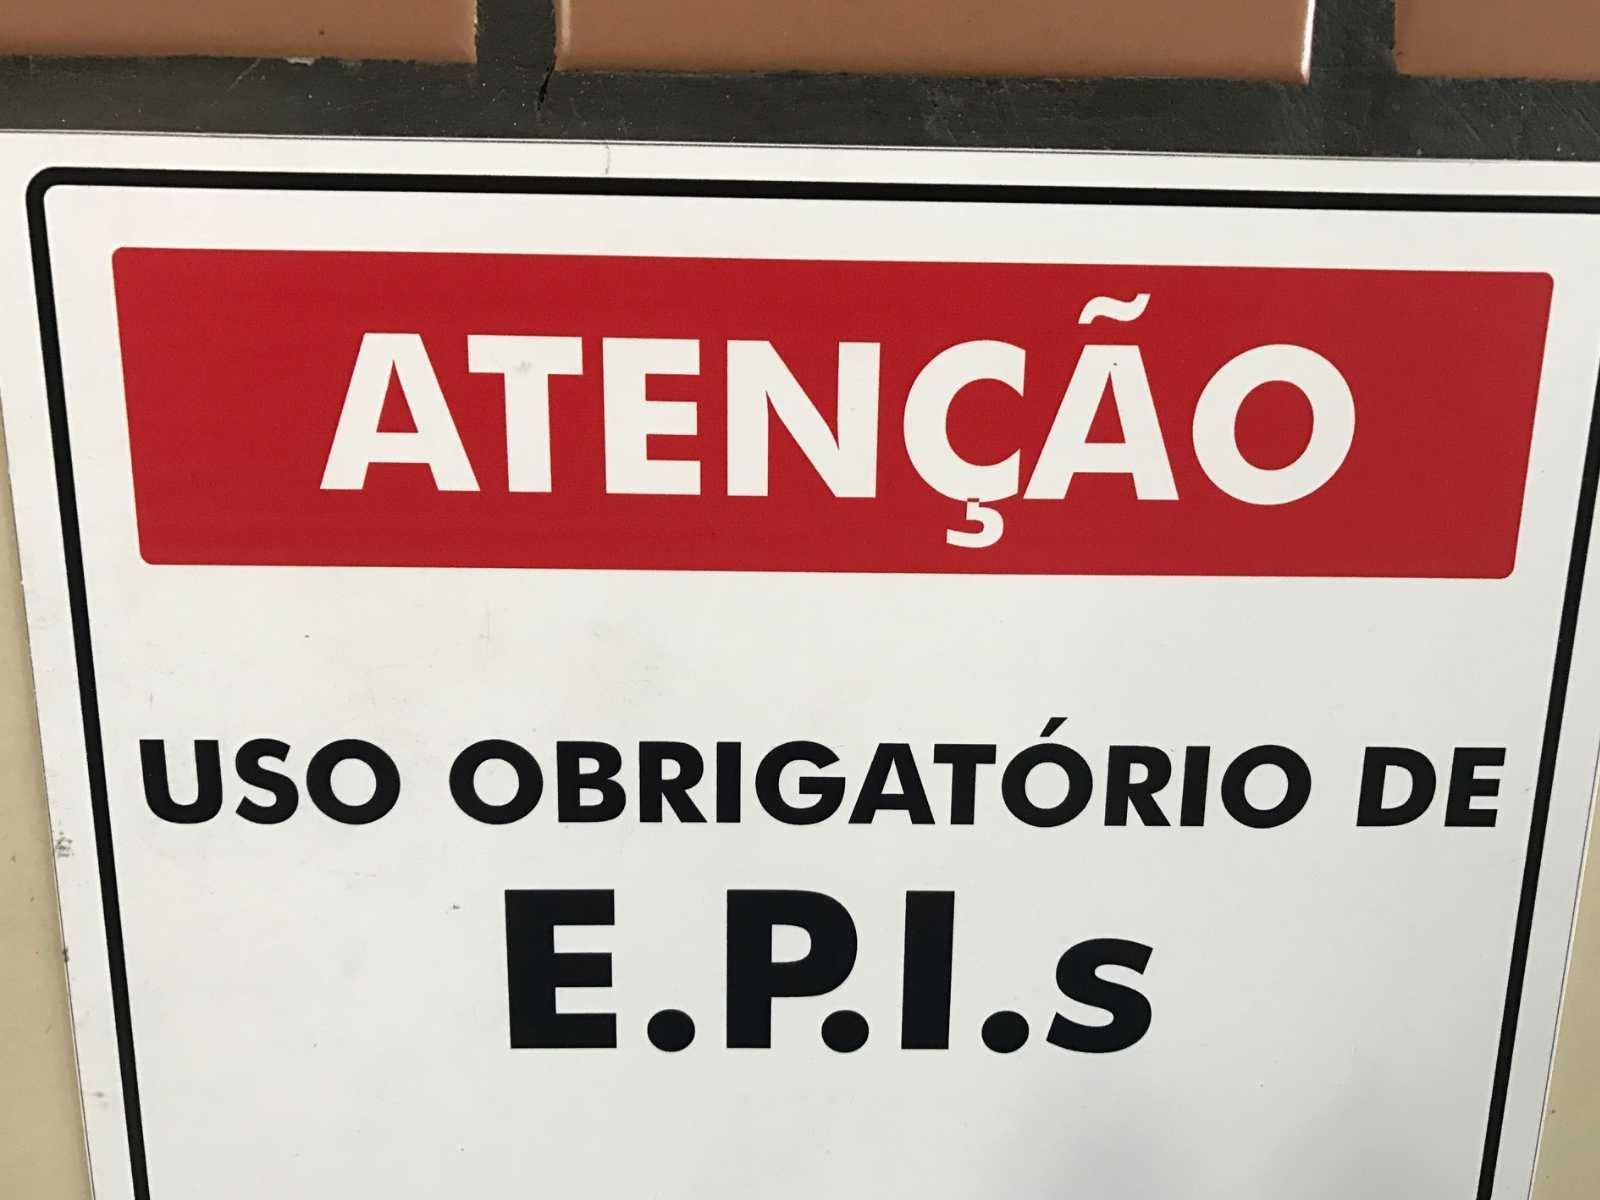 ATENÇÃO
USO OBRIGATÓRIO DE
E.P.I.s